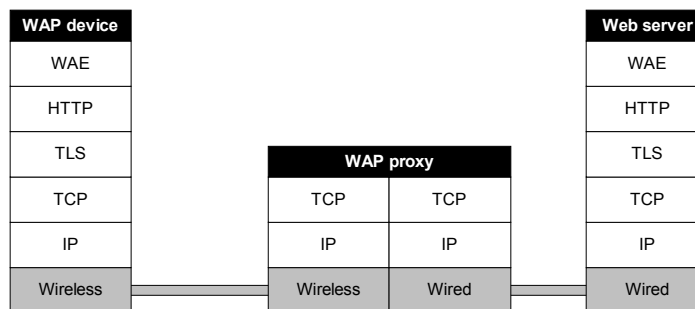 WAP device
WAE
HTTP
TLS
TCP
IP
Wireless
WAP proxy
TCP TCP
IP IP
Wireless Wired
Web server
WAE
HTTP
TLS
TCP
IP
Wired